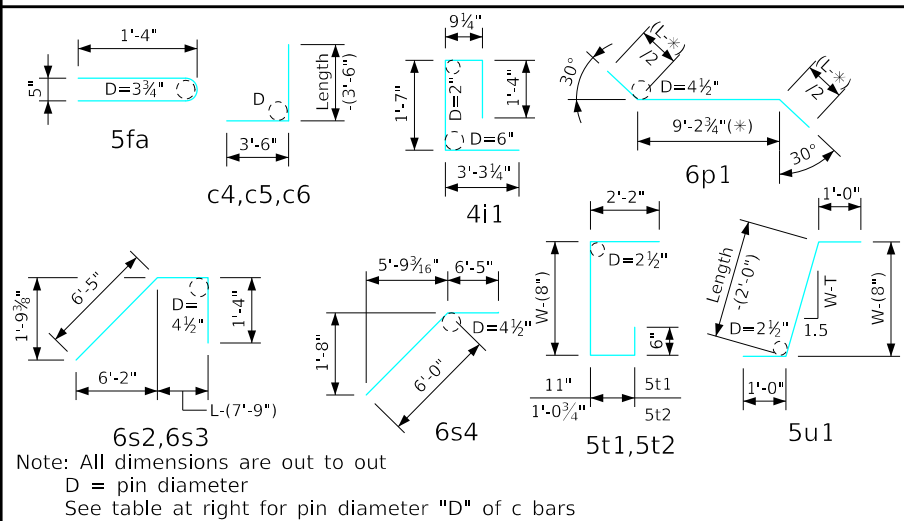 1'-4"
5"
D=3¾"
5fa
D
Length
-(3'-6")
3'-6"
c4,c5,c6
9¼"
1'-7"
D=2"
1'-4"
D=6"
3'-3¼"
4i1
30°
(L-✳)
/2
D=4½"
(L-✳)
/2
9'-2¾"(✳)
30°
6p1
1'-9⅜"
6'-5"
D=
4½"
1'-4"
6'-2"
L-(7'-9")
6s2,6s3
5'-9³⁄₁₆"
6'-5"
1'-8"
D=4½"
6'-0"
6s4
2'-2"
W-(8")
D=2½"
6"
11"
5t1
1'-0¾"
5t2
5t1,5t2
1'-0"
Length
-(2'-0")
W-T
1.5
W-(8")
D=2½"
1'-0"
5u1
Note: All dimensions are out to out
D = pin diameter
See table at right for pin diameter "D" of c bars